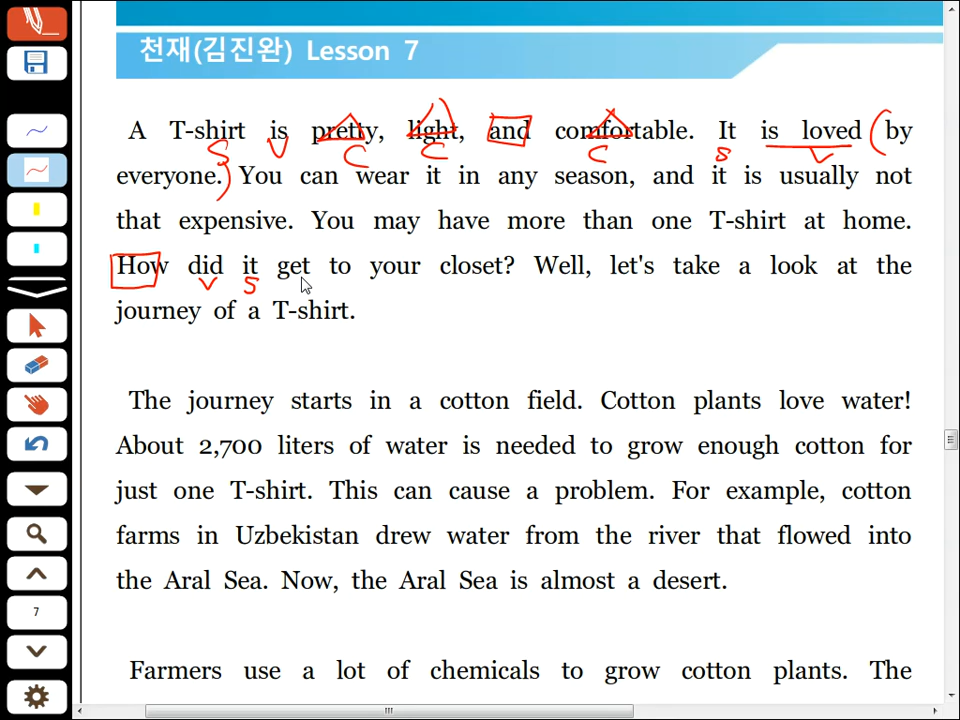 천재(김진완) Lesson 7
A T-shirt is pretty, light, and comfortable. It is loved (by
S V C C C S V
everyone.) You can wear it in any season, and it is usually not
that expensive. You may have more than one T-shirt at home.
How did it get to your closet? Well, let's take a look at the
V S
journey of a T-shirt.
The journey starts in a cotton field. Cotton plants love water!
About 2,700 liters of water is needed to grow enough cotton for
just one T-shirt. This can cause a problem. For example, cotton
farms in Uzbekistan drew water from the river that flowed into
the Aral Sea. Now, the Aral Sea is almost a desert.
7
Farmers use a lot of chemicals to grow cotton plants. The